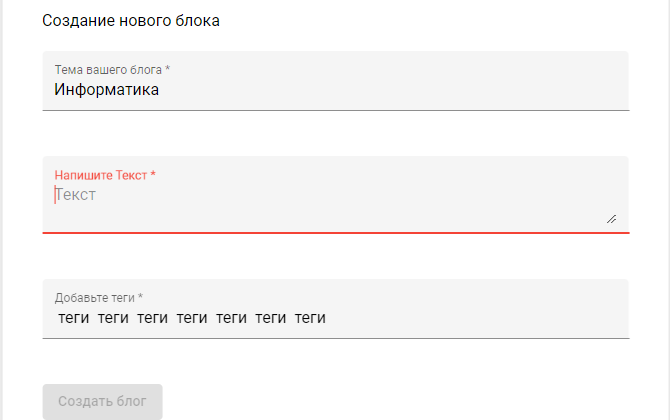 Создание нового блока
Тема вашего блога *
Информатика
Напишите Текст *
Текст
Добавьте теги *
теги теги теги теги теги теги теги
Создать блог